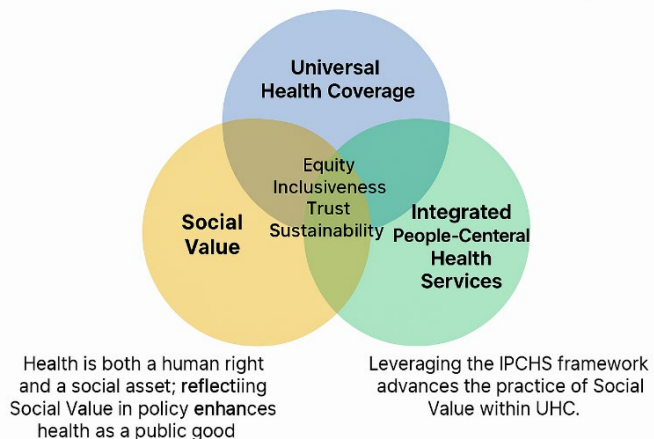 Universal
Health Coverage
Equity
Inclusiveness
Trust
Sustainability
Social
Value
Integrated
People-Centeral
Health
Services
Health is both a human right
and a social asset; reflectiing
Social Value in policy enhances
health as a public good
Leveraging the IPCHS framework
advances the practice of Social
Value within UHC.